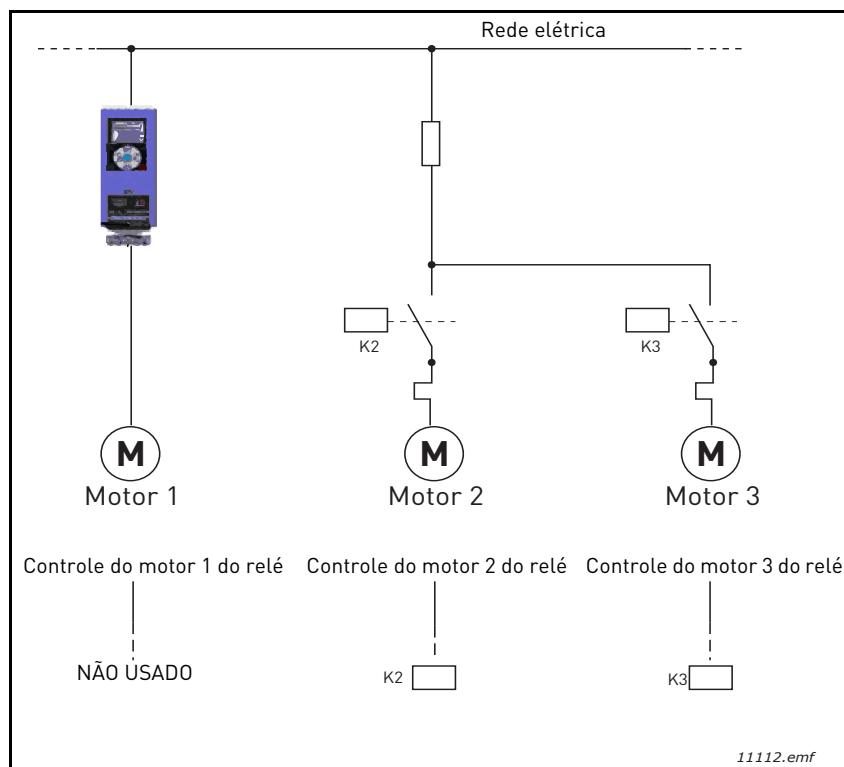 Rede elétrica
K2
K3
M
M
M
Motor 1
Motor 2
Motor 3
Controle do motor 1 do relé
Controle do motor 2 do relé
Controle do motor 3 do relé
NÃO USADO
K2
K3
11112.emf